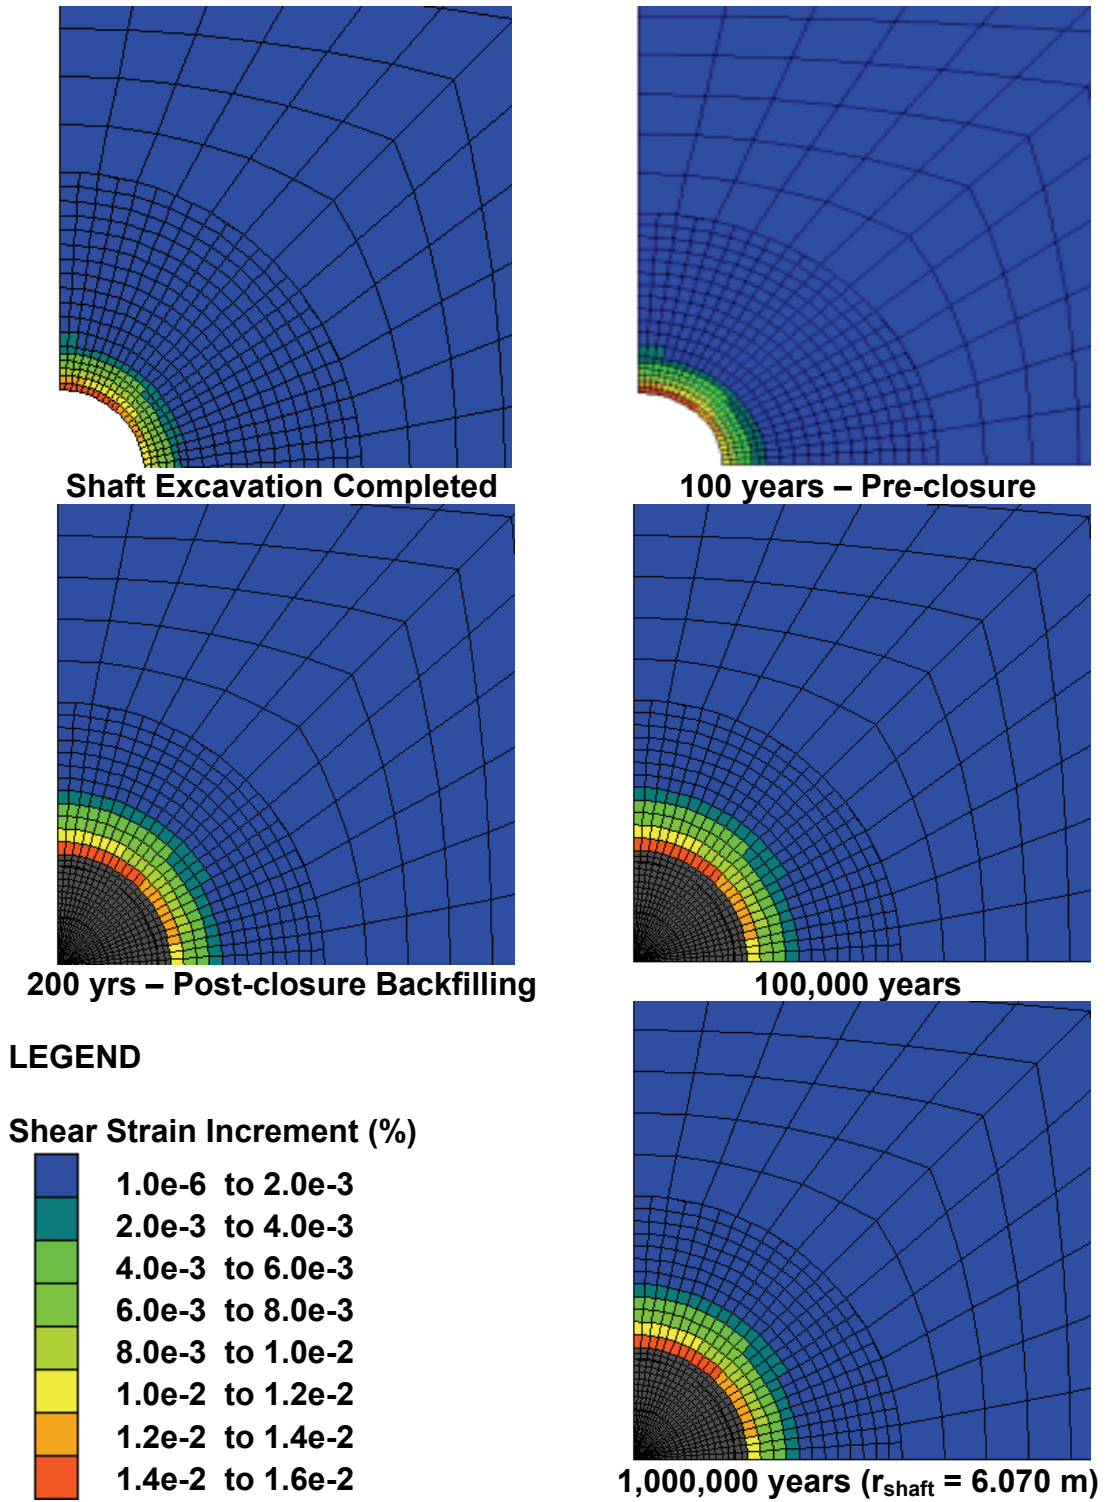 Shaft Excavation Completed
100 years – Pre-closure
200 yrs – Post-closure Backfilling
100,000 years
LEGEND
Shear Strain Increment (%)
1.0e-6 to 2.0e-3
2.0e-3 to 4.0e-3
4.0e-3 to 6.0e-3
6.0e-3 to 8.0e-3
8.0e-3 to 1.0e-2
1.0e-2 to 1.2e-2
1.2e-2 to 1.4e-2
1.4e-2 to 1.6e-2
1,000,000 years (rshaft = 6.070 m)